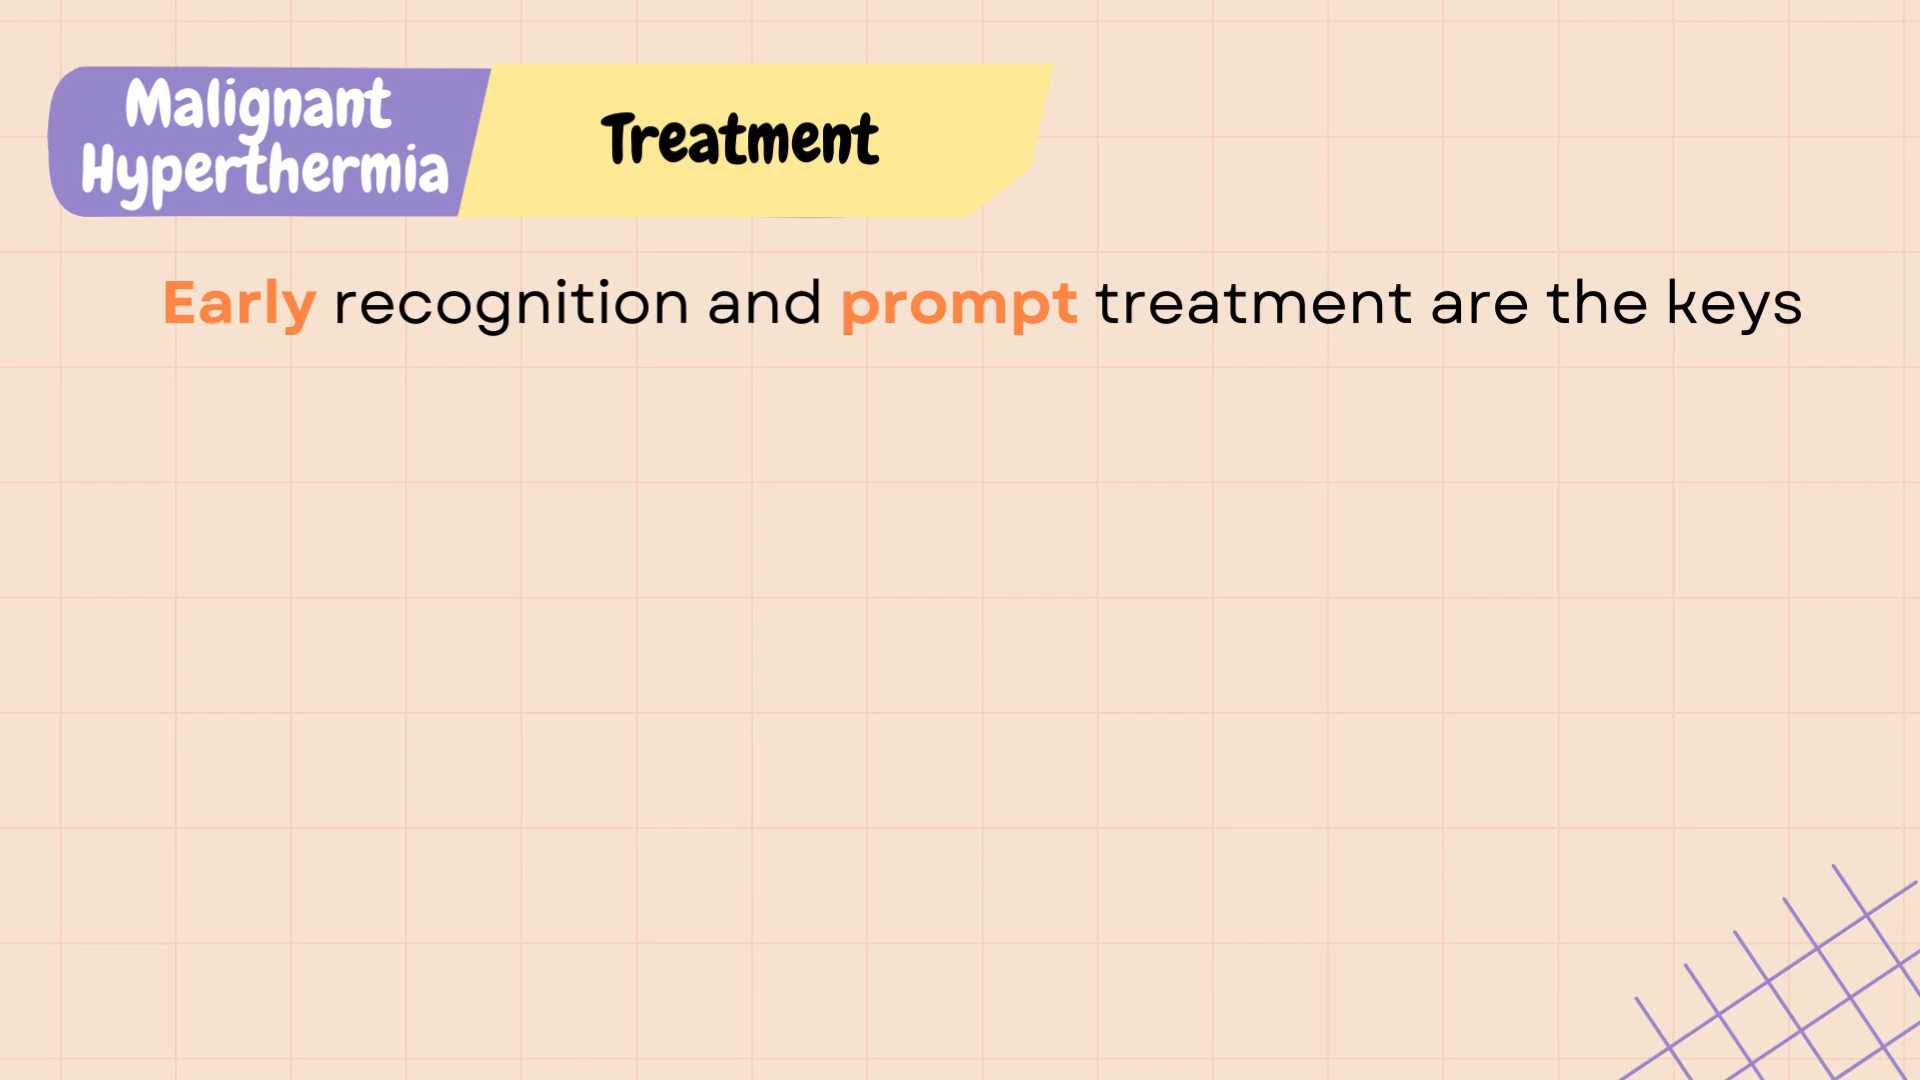 Malignant
Hyperthermia
Treatment
Early recognition and prompt treatment are the keys